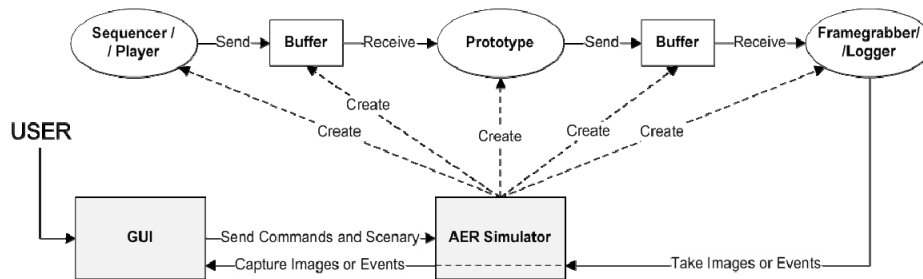 Sequencer /
/ Player
Send
Buffer
Receive
Prototype
Send
Buffer
Receive
Framegrabber/
/Logger
Create
Create
Create
Create
Create
USER
GUI
Send Commands and Scenary
AER Simulator
Capture Images or Events
Take Images or Events